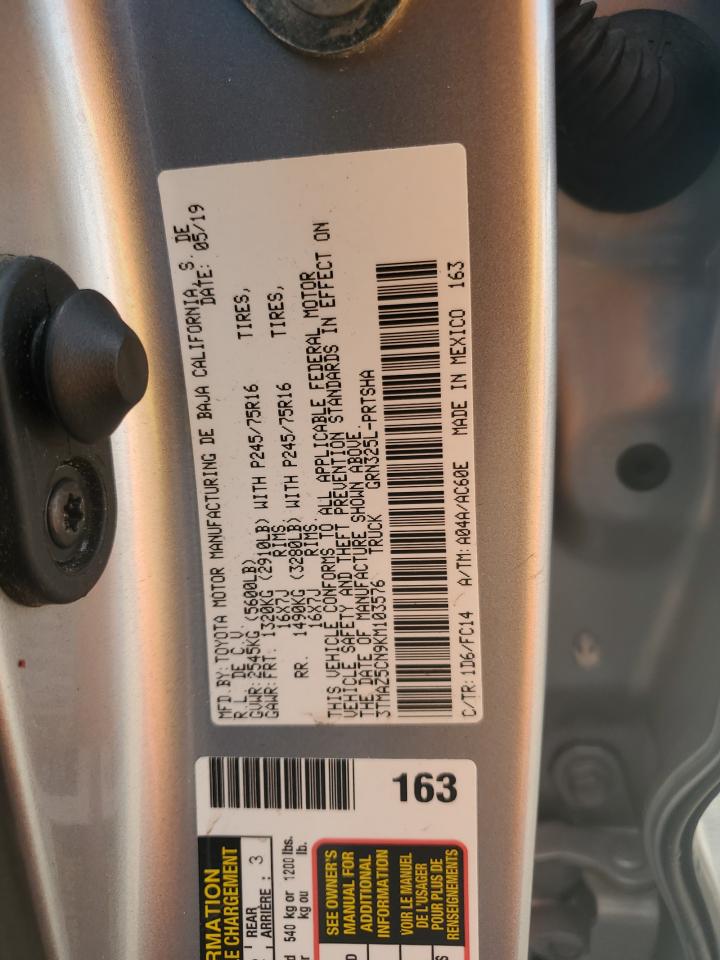 MFD.BY:TOYOTA MOTOR MANUFACTURING DE BAJA CALIFORNIA, S. DE
R.L. DE C.V. DATE: 05/19
GVWR:2545KG(5600LB)
GAWR:FRT: 1320KG (2910LB) WITH P245/75R16 TIRES,
16X7J RIMS
RR. 1490KG (3280LB) WITH P245/75R16 TIRES,
16X7J RIMS
THIS VEHICLE CONFORMS TO ALL APPLICABLE FEDERAL MOTOR
VEHICLE SAFETY AND THEFT PREVENTION STANDARDS IN EFFECT ON
THE DATE OF MANUFACTURE SHOWN ABOVE.
3TMAZ5CN9KM103576 TRUCK GRN325L-PRTSHA
C/TR:1D6/FC14 A/TM:A04A/AC60E MADE IN MEXICO 163
163
E CHARGEMENT
REAR
ARRIÈRE : 3
540 kg or 1200 lbs.
kg ou lb.
SEE OWNER'S
MANUAL FOR
ADDITIONAL
INFORMATION
VOIR LE MANUEL
DE L'USAGER
POUR PLUS DE
RENSEIGNEMENTS